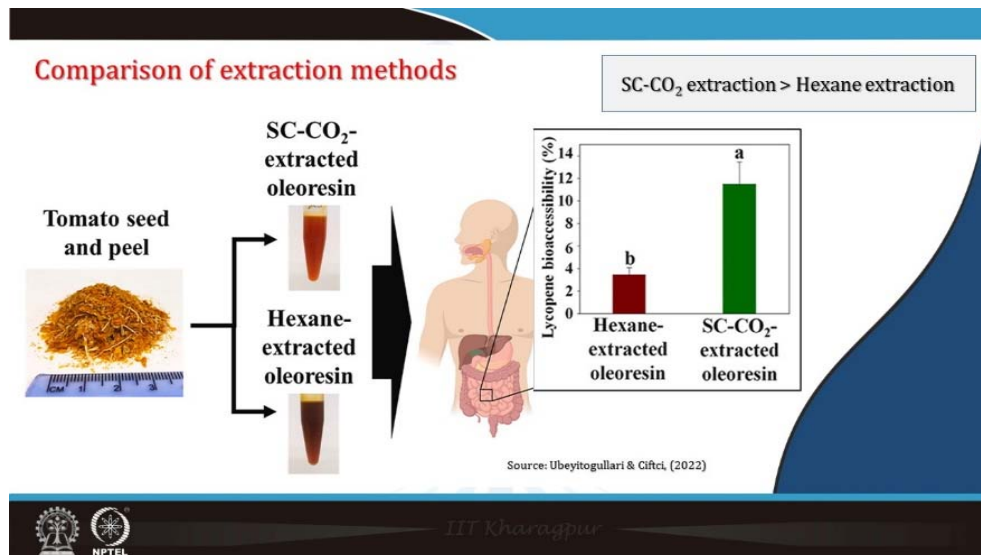 Comparison of extraction methods
SC-CO₂ extraction > Hexane extraction
Tomato seed
and peel
CM 1 2 3
SC-CO₂-
extracted
oleoresin
Hexane-
extracted
oleoresin
Lycopene bioaccessibility (%)
14
12
10
8
6
4
2
0
b
a
Hexane-
extracted
oleoresin
SC-CO₂-
extracted
oleoresin
Source: Ubeyitogullari & Ciftci, (2022)
IIT Kharagpur
NPTEL